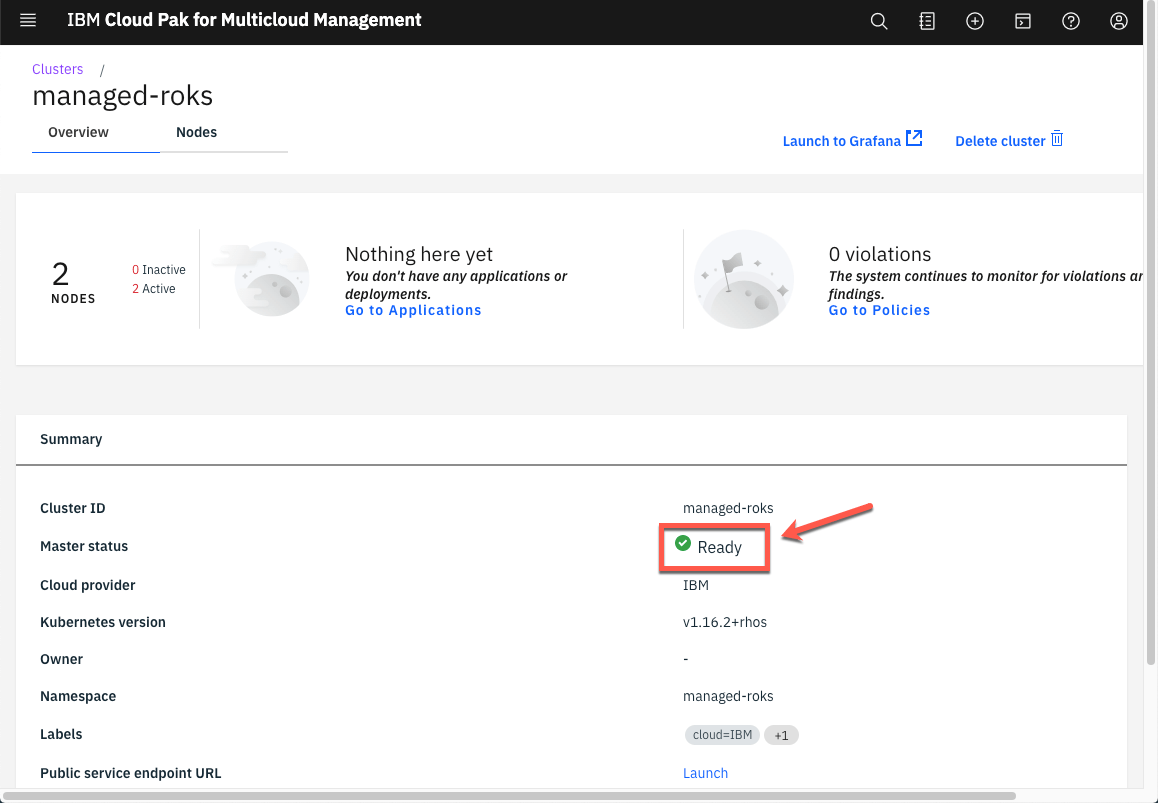 IBM Cloud Pak for Multicloud Management
Clusters /
managed-roks
Overview Nodes
Launch to Grafana Delete cluster
2
NODES
0 Inactive
2 Active
Nothing here yet
You don't have any applications or
deployments.
Go to Applications
0 violations
The system continues to monitor for violations an
findings.
Go to Policies
Summary
Cluster ID managed-roks
Master status Ready
Cloud provider IBM
Kubernetes version v1.16.2+rhos
Owner -
Namespace managed-roks
Labels cloud=IBM +1
Public service endpoint URL Launch